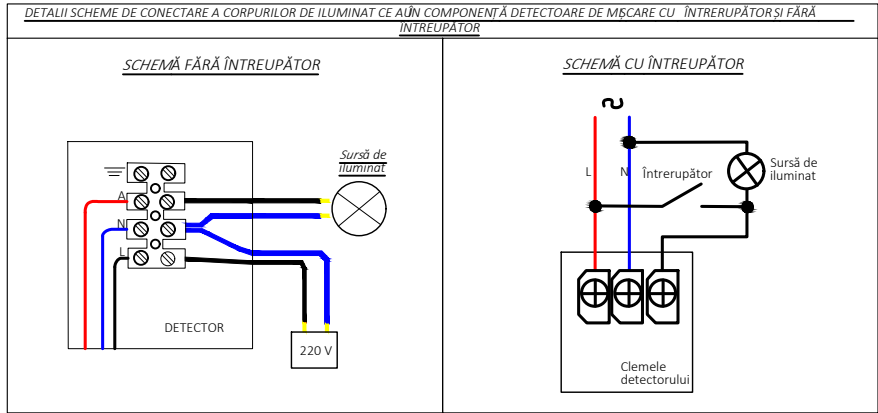 DETALII SCHEME DE CONECTARE A CORPURILOR DE ILUMINAT CE AU ÎN COMPONENȚĂ DETECTOARE DE MIȘCARE CU ÎNTRERUPĂTOR ȘI FĂRĂ
ÎNTREUPĂTOR
SCHEMĂ FĂRĂ ÎNTREUPĂTOR
Sursă de
iluminat
A
N
L
DETECTOR
220 V
SCHEMĂ CU ÎNTREUPĂTOR
L
N
Întrerupător
Sursă de
iluminat
Clemele
detectorului